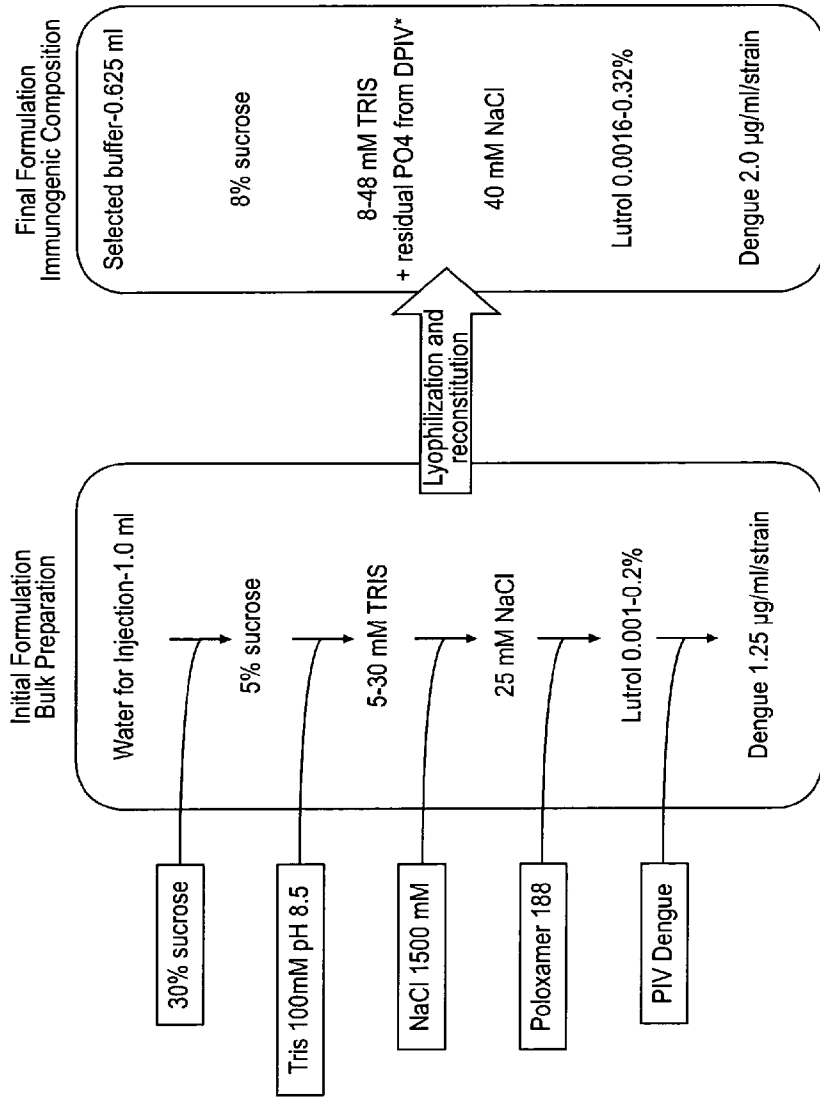 Initial Formulation
Bulk Preparation
30% sucrose
Tris 100mM pH 8.5
NaCl 1500 mM
Poloxamer 188
PIV Dengue
Water for Injection-1.0 ml
5% sucrose
5-30 mM TRIS
25 mM NaCl
Lutrol 0.001-0.2%
Dengue 1.25 µg/ml/strain
Lyophilization and
reconstitution
Final Formulation
Immunogenic Composition
Selected buffer-0.625 ml
8% sucrose
8-48 mM TRIS
+ residual PO4 from DPIV*
40 mM NaCl
Lutrol 0.0016-0.32%
Dengue 2.0 µg/ml/strain